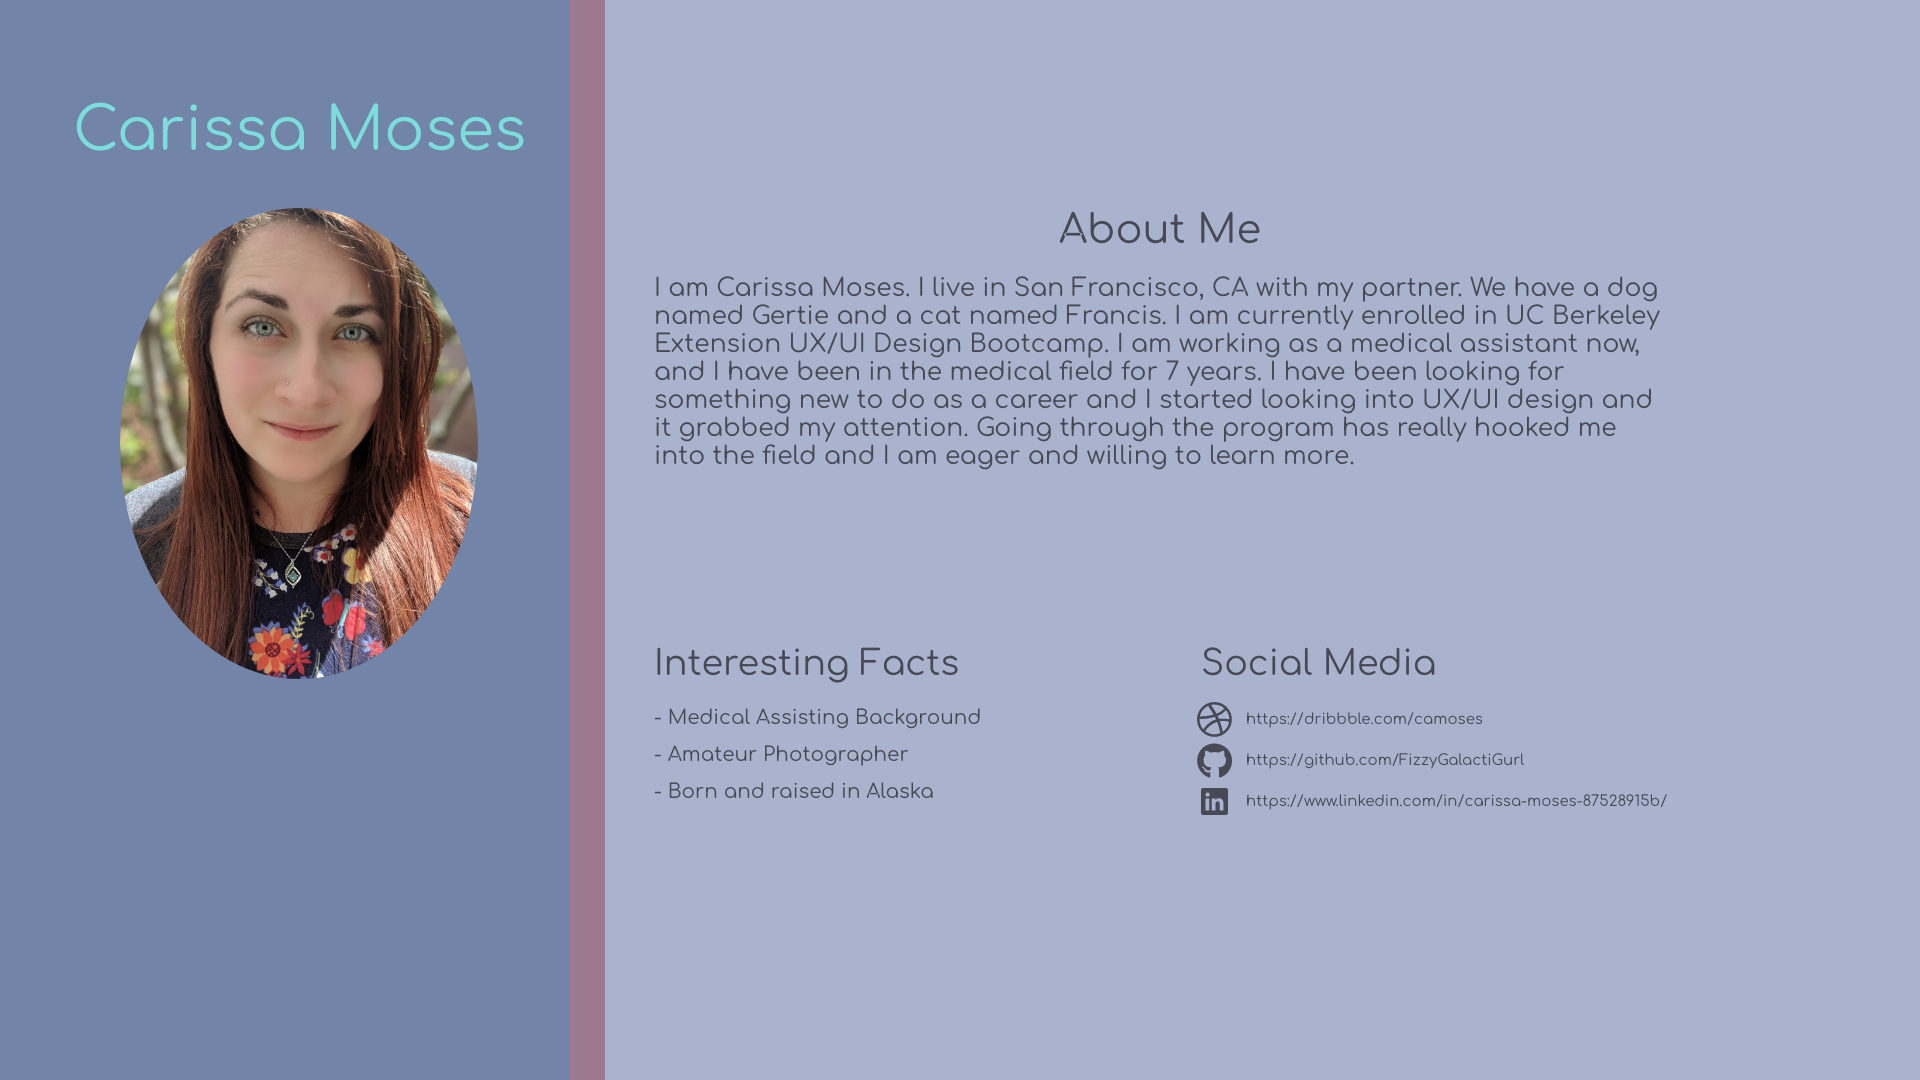 Carissa Moses
About Me
I am Carissa Moses. I live in San Francisco, CA with my partner. We have a dog
named Gertie and a cat named Francis. I am currently enrolled in UC Berkeley
Extension UX/UI Design Bootcamp. I am working as a medical assistant now,
and I have been in the medical field for 7 years. I have been looking for
something new to do as a career and I started looking into UX/UI design and
it grabbed my attention. Going through the program has really hooked me
into the field and I am eager and willing to learn more.
Interesting Facts
- Medical Assisting Background
- Amateur Photographer
- Born and raised in Alaska
Social Media
https://dribbble.com/camoses
https://github.com/FizzyGalactiGurl
in https://www.linkedin.com/in/carissa-moses-87528915b/